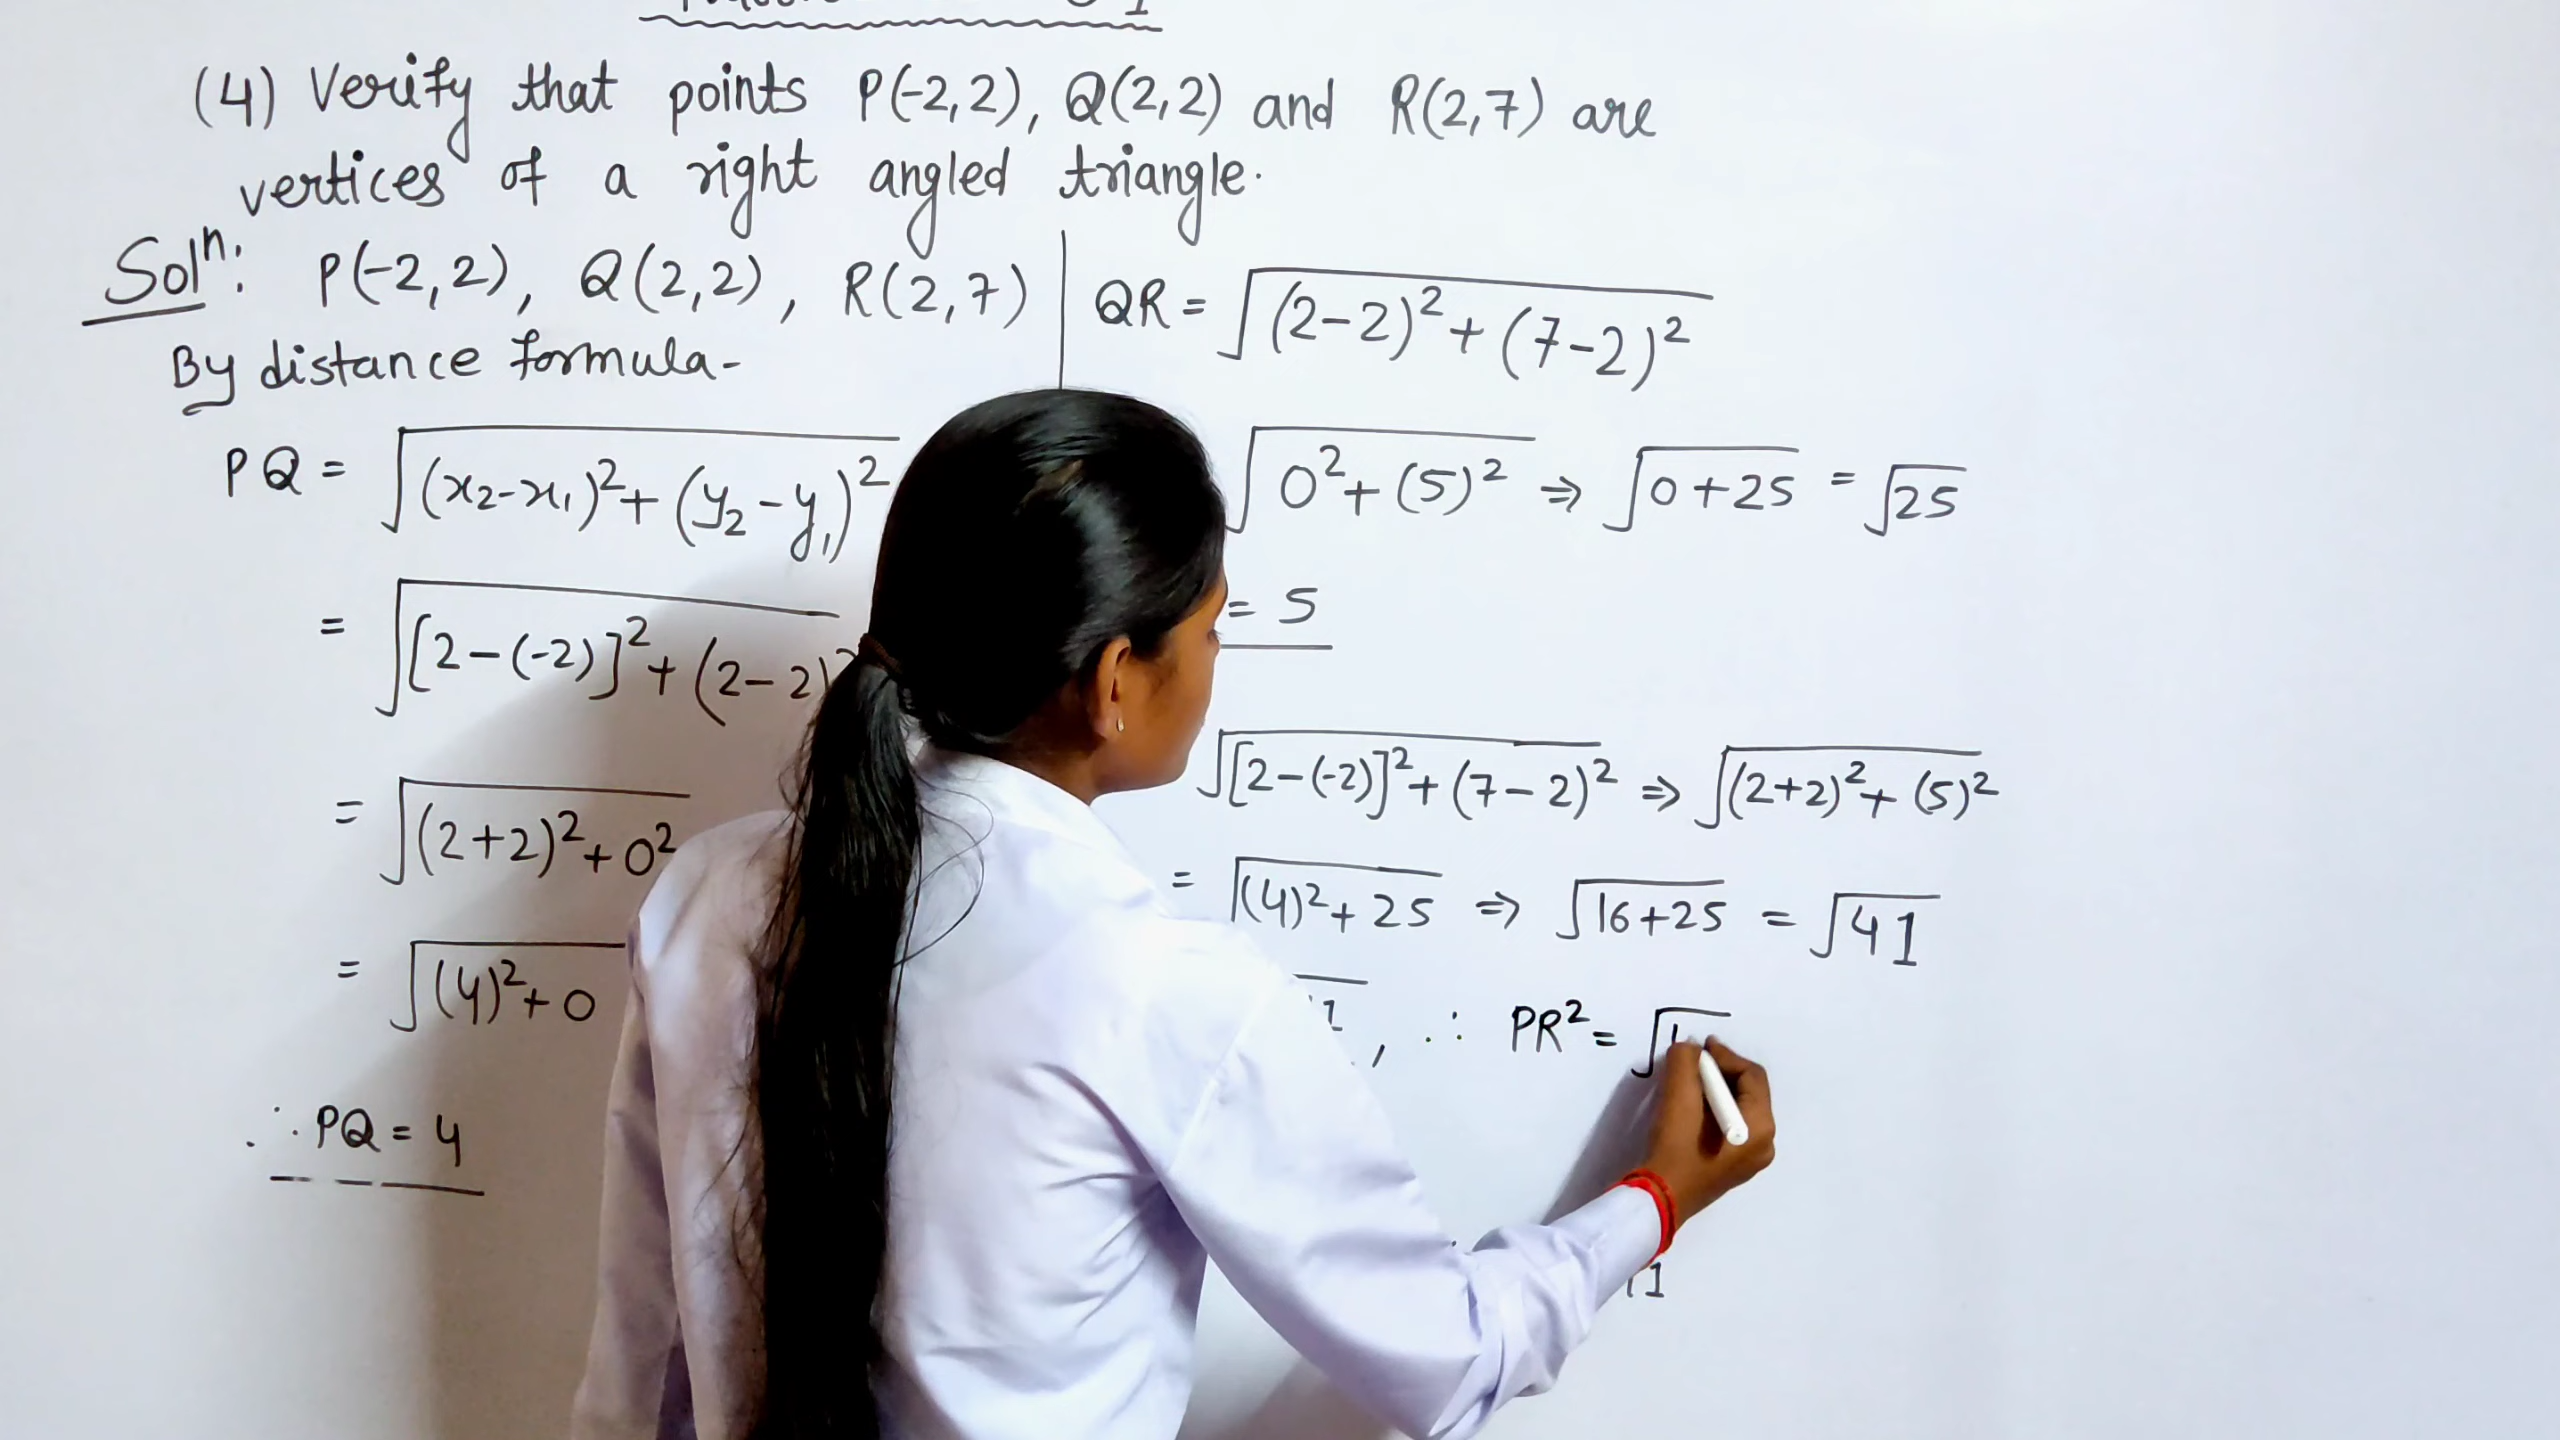 (4) Verify that points P(-2,2), Q(2,2) and R(2,7) are
vertices of a right angled triangle.
Solⁿ: P(-2,2), Q(2,2), R(2,7)
By distance formula-
PQ = √(x₂-x₁)²+(y₂-y₁)²
= √[2-(-2)]²+(2-2)
= √(2+2)²+0²
= √(4)²+0
∴ PQ = 4
QR = √(2-2)²+(7-2)²
√0²+(5)² ⇒ √0+25 = √25
= 5
√[2-(-2)]²+(7-2)² ⇒ √(2+2)²+(5)²
= √(4)²+25 ⇒ √16+25 = √41
, ∴ PR² = √